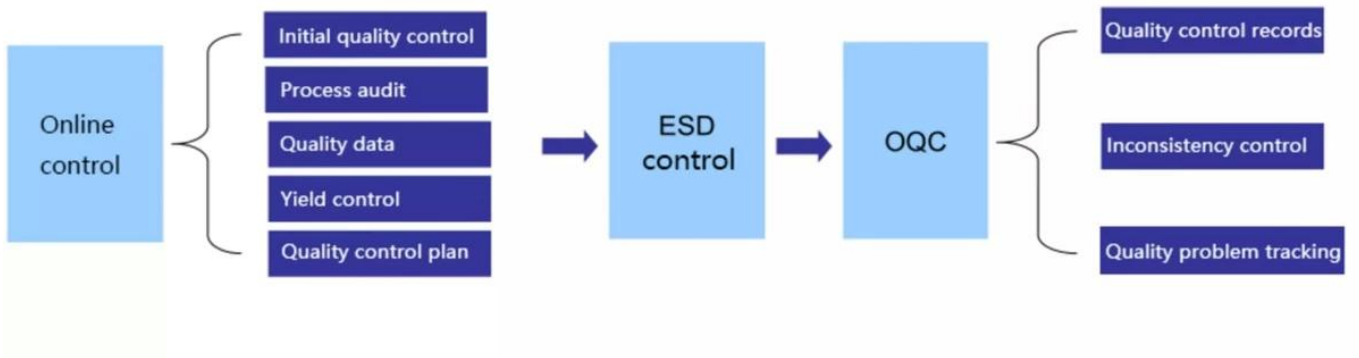 Online
control
Initial quality control
Process audit
Quality data
Yield control
Quality control plan
ESD
control
OQC
Quality control records
Inconsistency control
Quality problem tracking